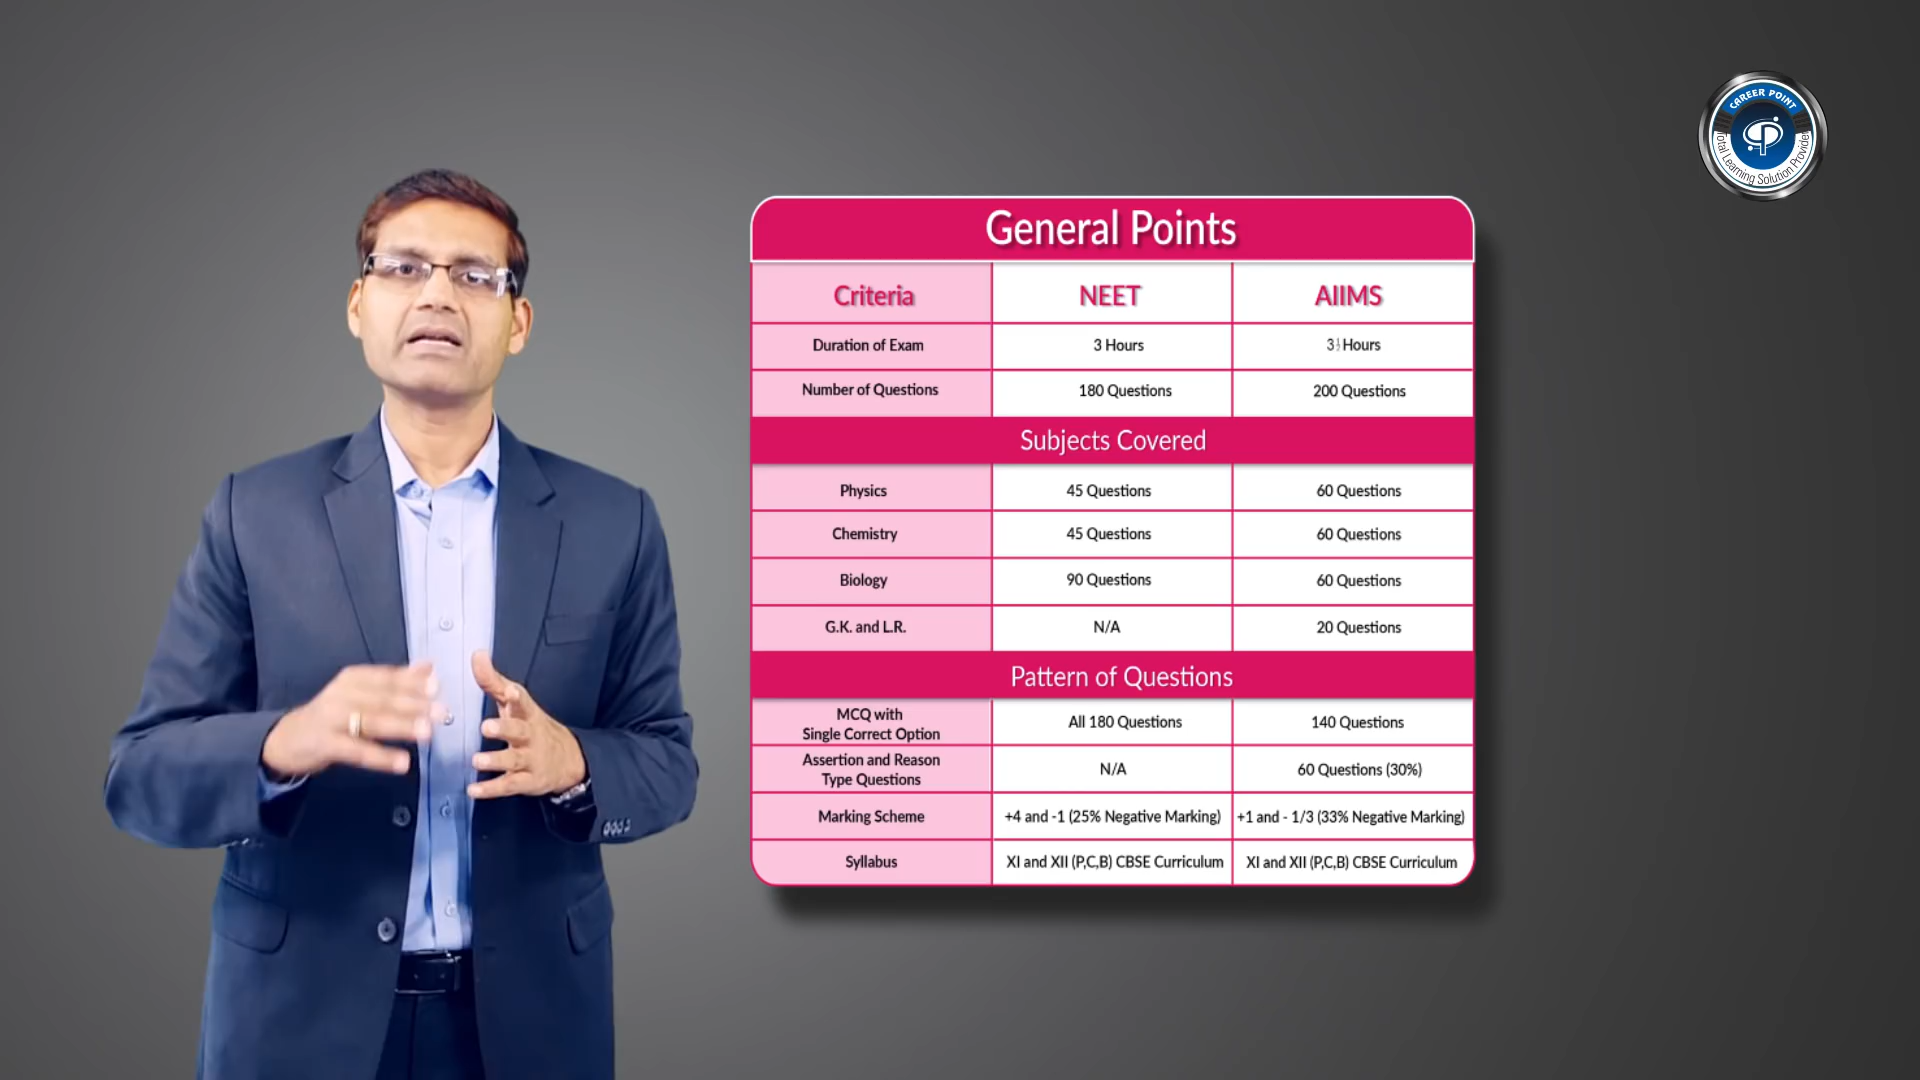 CAREER POINT
Total Learning Solution Provider
General Points
Criteria NEET AIIMS
Duration of Exam 3 Hours 3½ Hours
Number of Questions 180 Questions 200 Questions
Subjects Covered
Physics 45 Questions 60 Questions
Chemistry 45 Questions 60 Questions
Biology 90 Questions 60 Questions
G.K. and L.R. N/A 20 Questions
Pattern of Questions
MCQ with
Single Correct Option All 180 Questions 140 Questions
Assertion and Reason
Type Questions N/A 60 Questions (30%)
Marking Scheme +4 and -1 (25% Negative Marking) +1 and - 1/3 (33% Negative Marking)
Syllabus XI and XII (P,C,B) CBSE Curriculum XI and XII (P,C,B) CBSE Curriculum